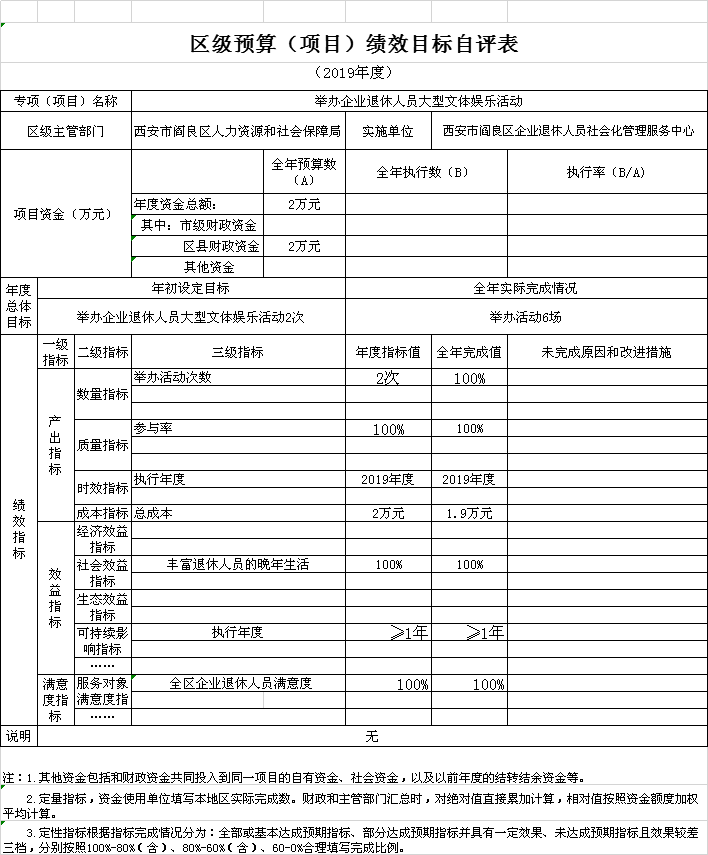 区级预算（项目）绩效目标自评表
（2019年度）
专项（项目）名称 举办企业退休人员大型文体娱乐活动
区级主管部门 西安市阎良区人力资源和社会保障局 实施单位 西安市阎良区企业退休人员社会化管理服务中心
项目资金（万元） 全年预算数（A） 全年执行数（B） 执行率（B/A）
年度资金总额： 2万元
其中：市级财政资金
区县财政资金 2万元
其他资金
年度总体目标 年初设定目标 全年实际完成情况
举办企业退休人员大型文体娱乐活动2次 举办活动6场
绩效指标 一级指标 二级指标 三级指标 年度指标值 全年完成值 未完成原因和改进措施
产出指标 数量指标 举办活动次数 2次 100%
质量指标 参与率 100% 100%
时效指标 执行年度 2019年度 2019年度
成本指标 总成本 2万元 1.9万元
效益指标 经济效益指标
社会效益指标 丰富退休人员的晚年生活 100% 100%
生态效益指标
可持续影响指标 执行年度 ≥1年 ≥1年
……
满意度指标 服务对象满意度指 全区企业退休人员满意度 100% 100%
……
说明 无
注：1.其他资金包括和财政资金共同投入到同一项目的自有资金、社会资金，以及以前年度的结转结余资金等。
2.定量指标，资金使用单位填写本地区实际完成数。财政和主管部门汇总时，对绝对值直接累加计算，相对值按照资金额度加权
平均计算。
3.定性指标根据指标完成情况分为：全部或基本达成预期指标、部分达成预期指标并具有一定效果、未达成预期指标且效果较差
三档，分别按照100%-80%（含）、80%-60%（含）、60-0%合理填写完成比例。